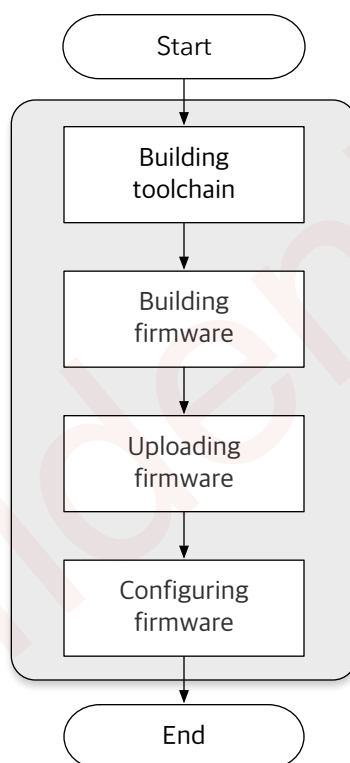 Start
Building
toolchain
Building
firmware
Uploading
firmware
Configuring
firmware
End